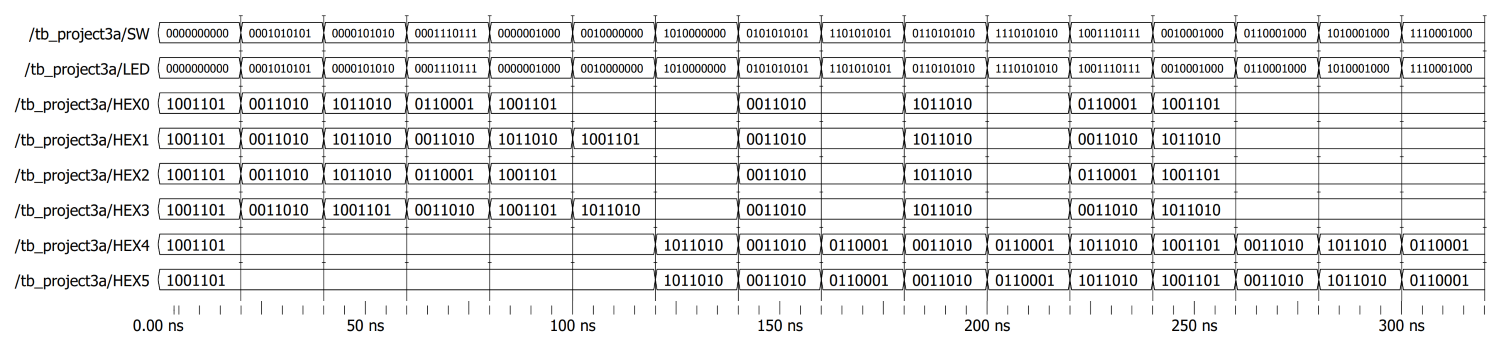 /tb_project3a/SW 0000000000 0001010101 0000101010 0001110111 0000001000 0010000000 1010000000 0101010101 1101010101 0110101010 1110101010 1001110111 0010001000 0110001000 1010001000 1110001000
/tb_project3a/LED 0000000000 0001010101 0000101010 0001110111 0000001000 0010000000 1010000000 0101010101 1101010101 0110101010 1110101010 1001110111 0010001000 0110001000 1010001000 1110001000
/tb_project3a/HEX0 1001101 0011010 1011010 0110001 1001101 0011010 1011010 0110001 1001101
/tb_project3a/HEX1 1001101 0011010 1011010 0011010 1011010 1001101 0011010 1011010 0011010 1011010
/tb_project3a/HEX2 1001101 0011010 1011010 0110001 1001101 0011010 1011010 0110001 1001101
/tb_project3a/HEX3 1001101 0011010 1001101 0011010 1001101 1011010 0011010 1011010 0011010 1011010
/tb_project3a/HEX4 1001101 1011010 0011010 0110001 0011010 0110001 1011010 1001101 0011010 1011010 0110001
/tb_project3a/HEX5 1001101 1011010 0011010 0110001 0011010 0110001 1011010 1001101 0011010 1011010 0110001
0.00 ns 50 ns 100 ns 150 ns 200 ns 250 ns 300 ns